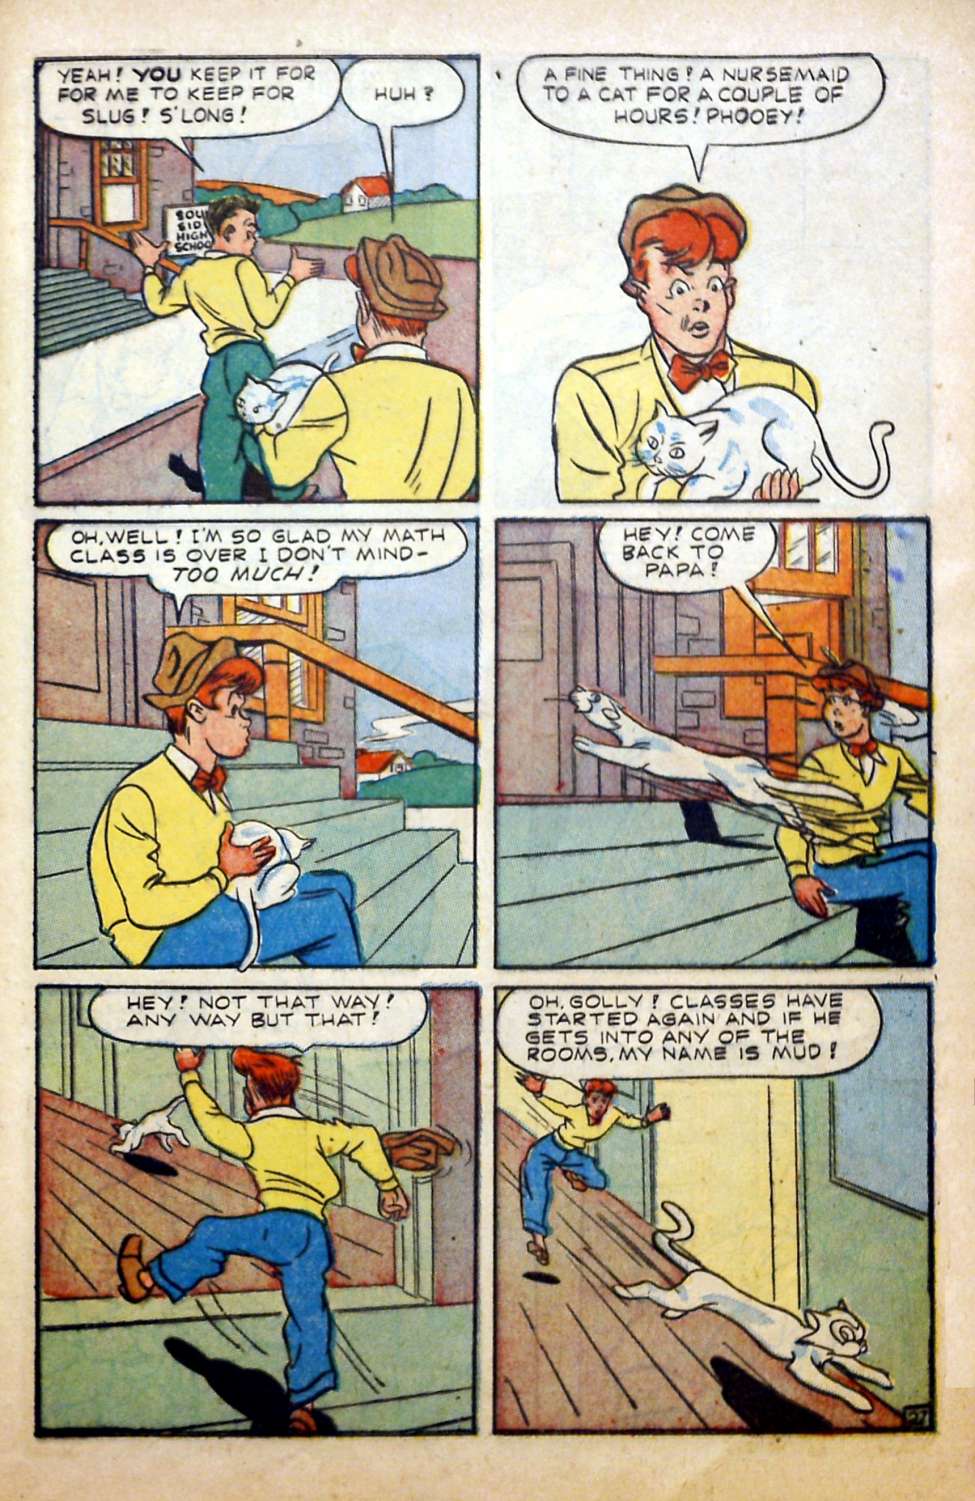 YEAH! YOU KEEP IT FOR
FOR ME TO KEEP FOR
SLUG! S'LONG!
HUH?
SOU
SID
HIGH
SCHOO
A FINE THING! A NURSEMAID
TO A CAT FOR A COUPLE OF
HOURS! PHOOEY!
OH, WELL! I'M SO GLAD MY MATH
CLASS IS OVER I DON'T MIND—
TOO MUCH!
HEY! COME
BACK TO
PAPA!
HEY! NOT THAT WAY!
ANY WAY BUT THAT!
OH, GOLLY! CLASSES HAVE
STARTED AGAIN AND IF HE
GETS INTO ANY OF THE
ROOMS, MY NAME IS MUD!